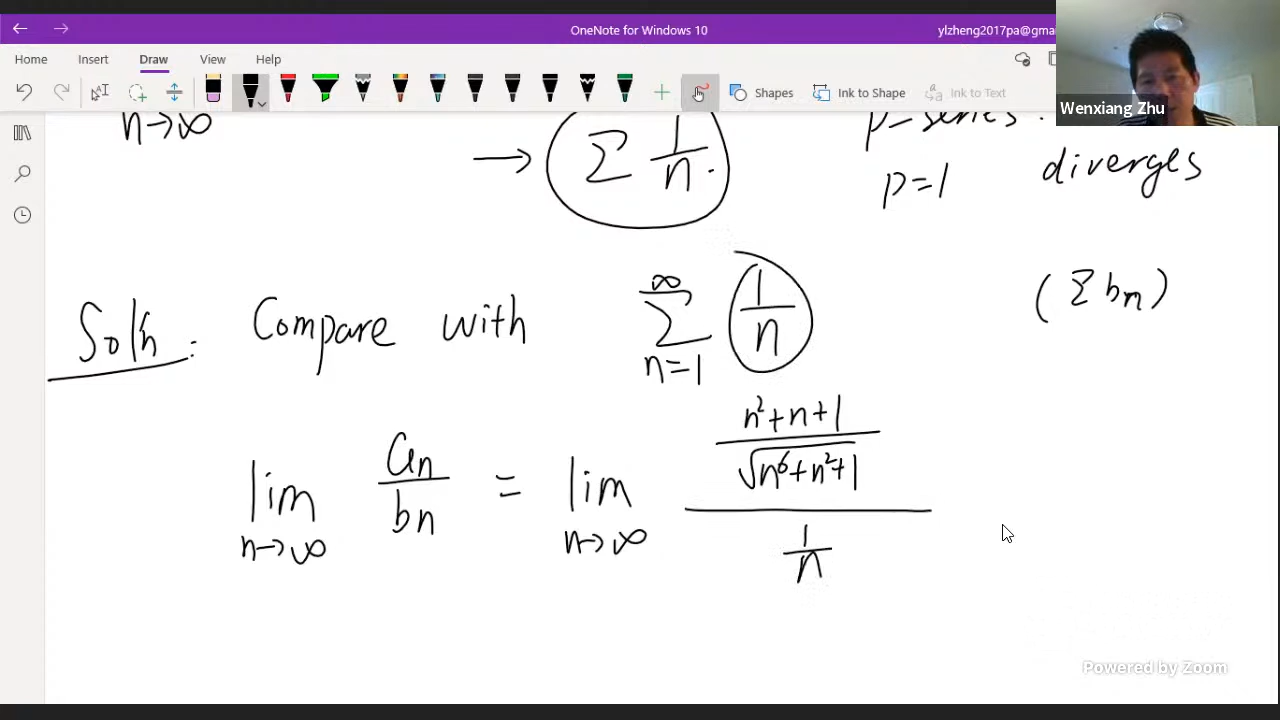 OneNote for Windows 10
ylzheng2017pa@gma
Home Insert Draw View Help
Shapes Ink to Shape Ink to Text
Wenxiang Zhu
n→∞
→ Σ 1/n.
p-series.
p=1 diverges
Soln: Compare with ∞ Σ n=1 1/n (Σ bn)
lim n→∞ an/bn = lim n→∞ (n²+n+1)/√(n⁶+n²+1) / (1/n)
Powered by Zoom